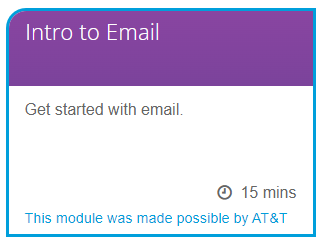 Intro to Email
Get started with email.
15 mins
This module was made possible by AT&T